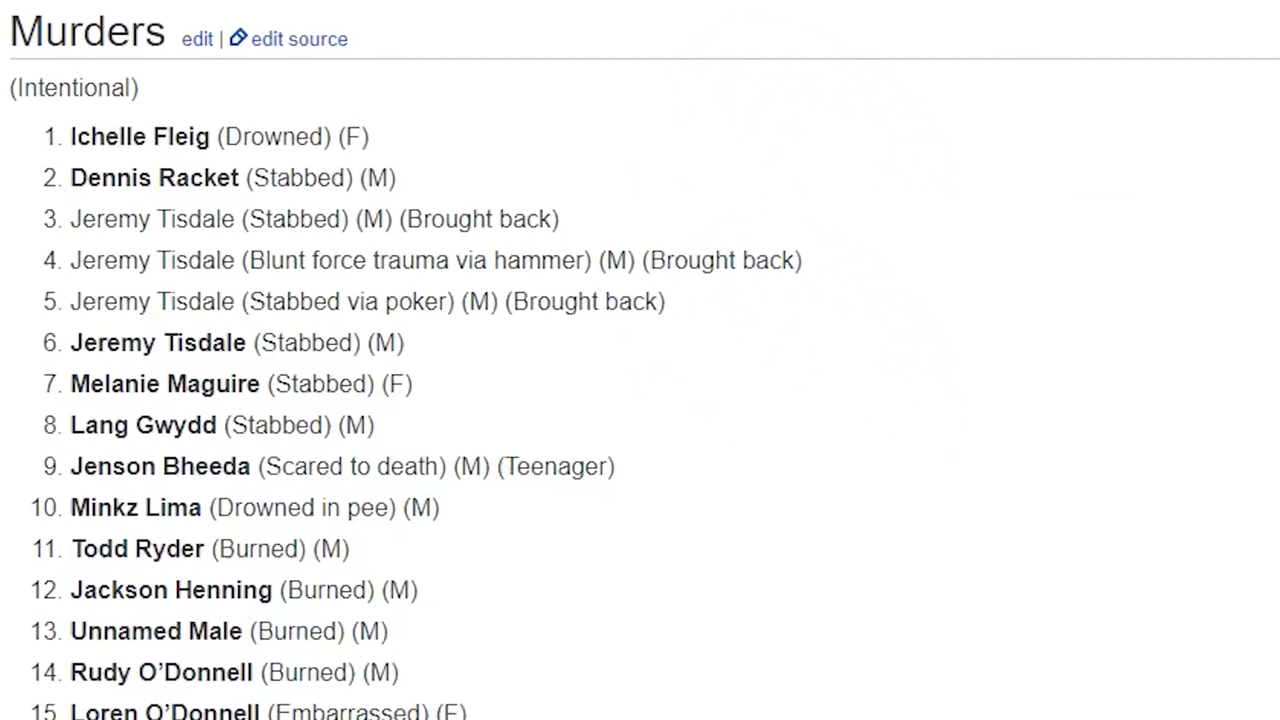 Murders edit | edit source
(Intentional)
1. Ichelle Fleig (Drowned) (F)
2. Dennis Racket (Stabbed) (M)
3. Jeremy Tisdale (Stabbed) (M) (Brought back)
4. Jeremy Tisdale (Blunt force trauma via hammer) (M) (Brought back)
5. Jeremy Tisdale (Stabbed via poker) (M) (Brought back)
6. Jeremy Tisdale (Stabbed) (M)
7. Melanie Maguire (Stabbed) (F)
8. Lang Gwydd (Stabbed) (M)
9. Jenson Bheeda (Scared to death) (M) (Teenager)
10. Minkz Lima (Drowned in pee) (M)
11. Todd Ryder (Burned) (M)
12. Jackson Henning (Burned) (M)
13. Unnamed Male (Burned) (M)
14. Rudy O’Donnell (Burned) (M)
15. Loren O’Donnell (Embarrassed) (F)